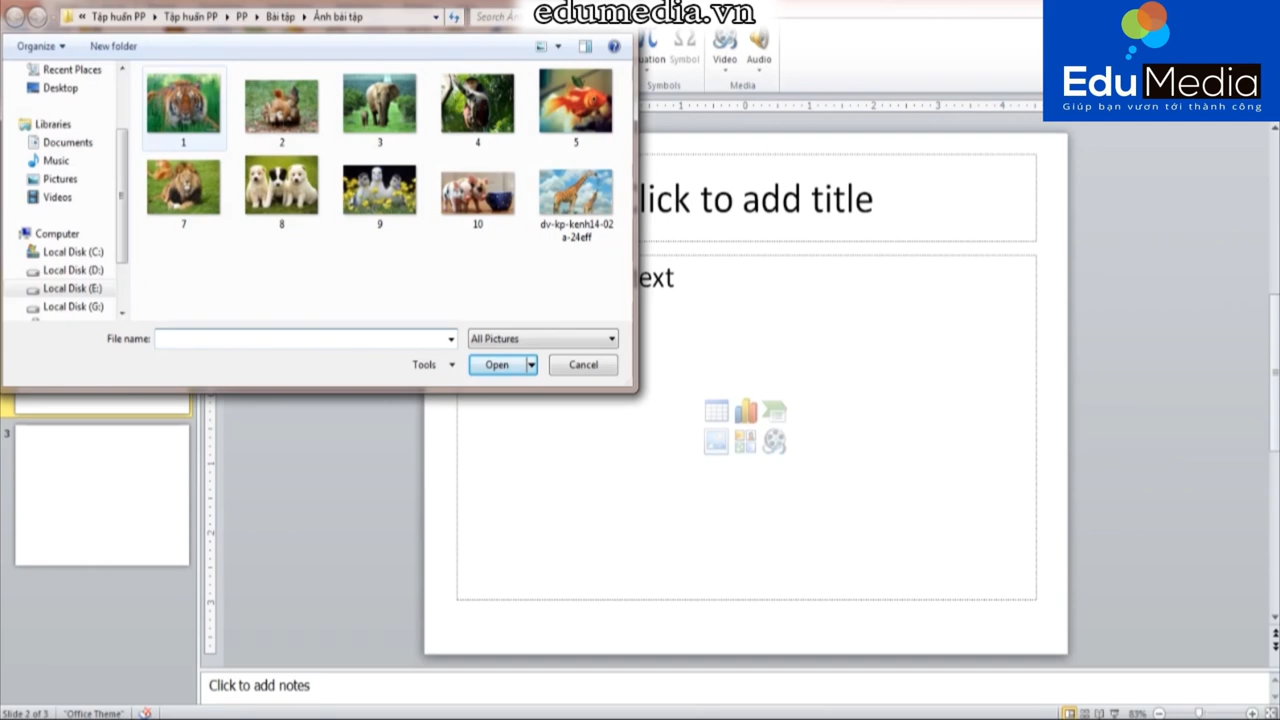 « Tập huấn PP ▸ Tập huấn PP ▸ PP ▸ Bài tập ▸ Ảnh bài tập
Search Ản
edumedia.vn
EduMedia
Giúp bạn vươn tới thành công
Organize
New folder
Recent Places
Desktop
Libraries
Documents
Music
Pictures
Videos
Computer
Local Disk (C:)
Local Disk (D:)
Local Disk (E:)
Local Disk (G:)
1
2
3
4
5
7
8
9
10
dv-kp-kenh14-02
a-24eff
File name:
All Pictures
Tools
Open
Cancel
uation
Symbol
Video
Audio
Symbols
Media
lick to add title
ext
3
Click to add notes
Slide 2 of 3
"Office Theme"
83%